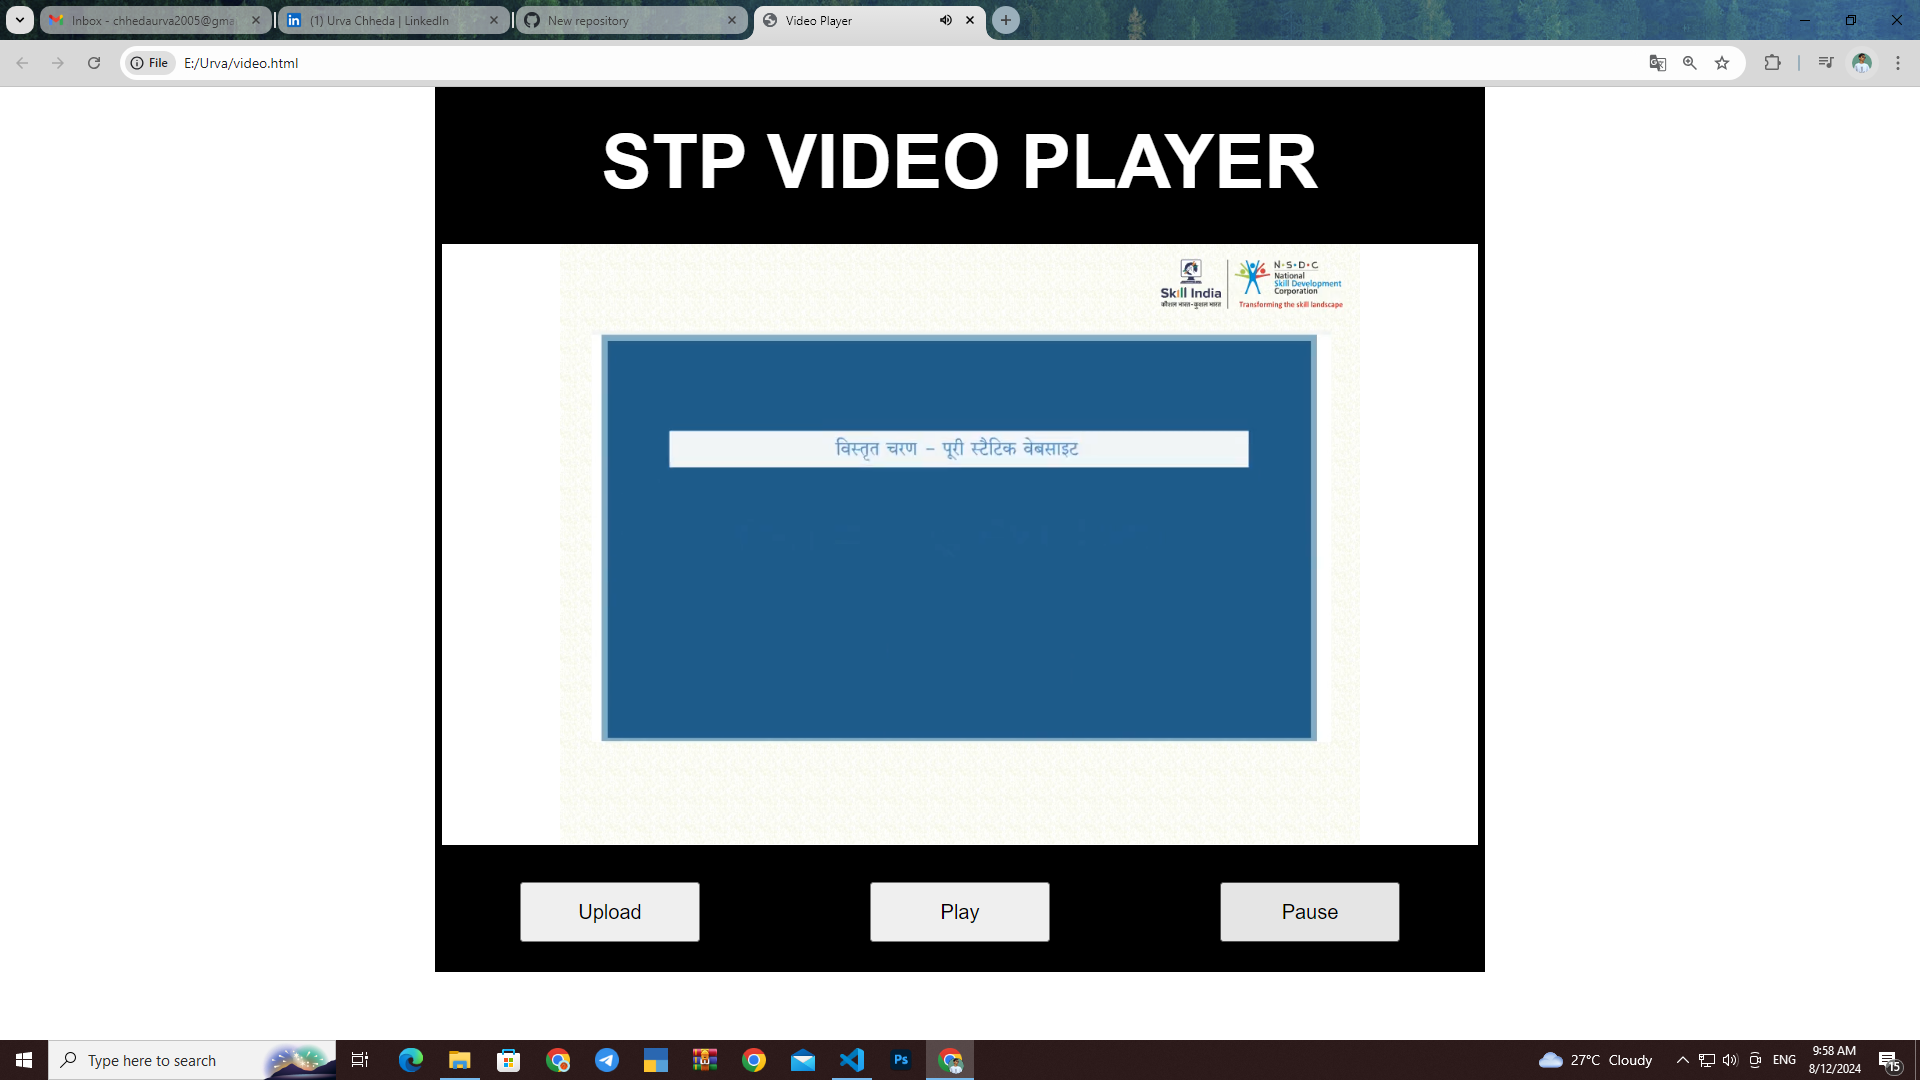 Inbox - chhedaurva2005@gma
(1) Urva Chheda | LinkedIn
New repository
Video Player
File
E:/Urva/video.html
STP VIDEO PLAYER
Skill India
कौशल भारत - कुशल भारत
N·S·D·C
National
Skill Development
Corporation
Transforming the skill landscape
विस्तृत चरण – पूरी स्टैटिक वेबसाइट
Upload
Play
Pause
Type here to search
Ps
27°C Cloudy
ENG
9:58 AM
8/12/2024
15